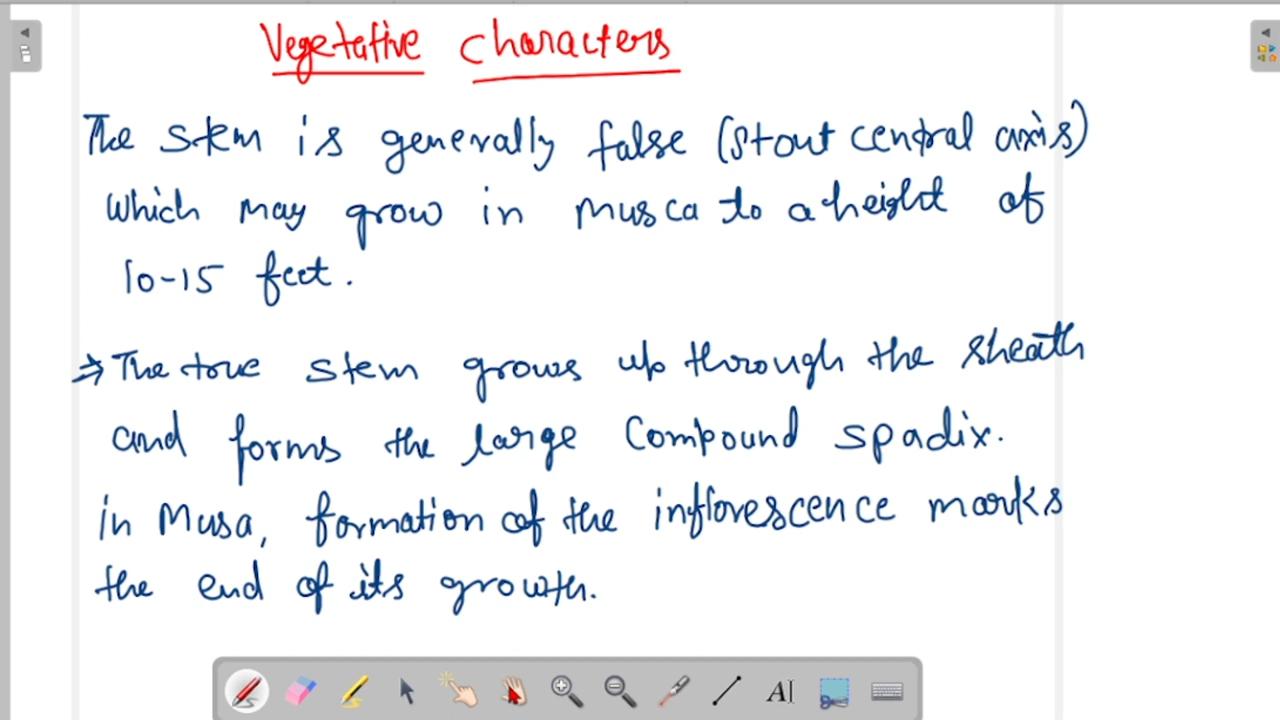 Vegetative characters
The stem is generally false (stout central axis)
which may grow in musca to a height of
10-15 feet.
⇒ The true stem grows up through the sheath
and forms the large compound spadix.
in Musa, formation of the inflorescence marks
the end of its growth.
AI